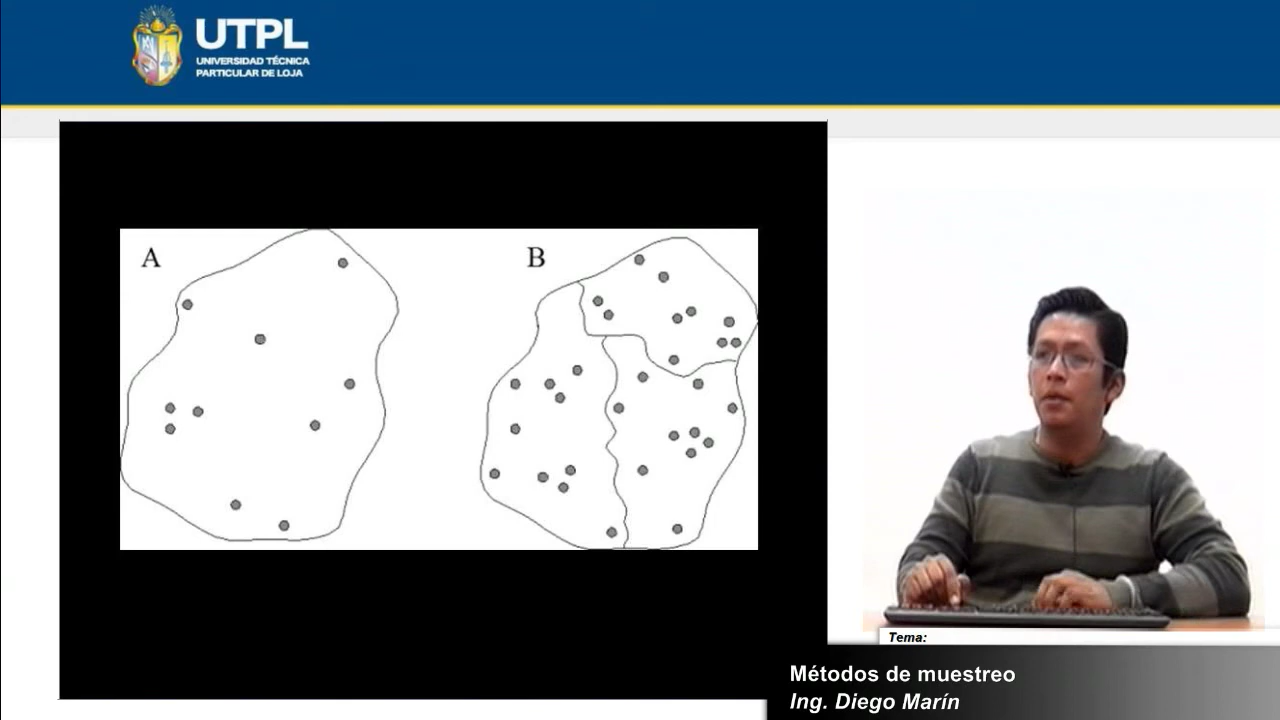 UTPL
UNIVERSIDAD TÉCNICA
PARTICULAR DE LOJA
A
B
Tema:
Métodos de muestreo
Ing. Diego Marín